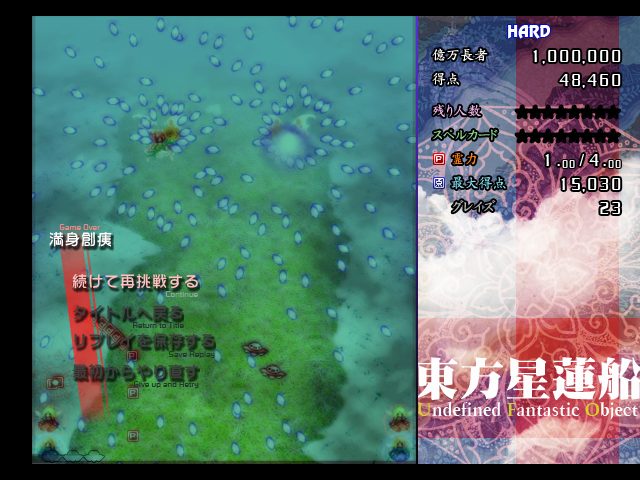 HARD
億万長者 1,000,000
得点 48,460
残り人数
スペルカード
P 霊力 1.00/4.00
最大得点 15,030
グレイズ 23
Game Over
満身創痍
続けて再挑戦する
Continue
タイトルへ戻る
Return to Title
リプレイを保存する
Save Replay
最初からやり直す
Give up and Retry
P
P
P
東方星蓮船
Undefined Fantastic Object